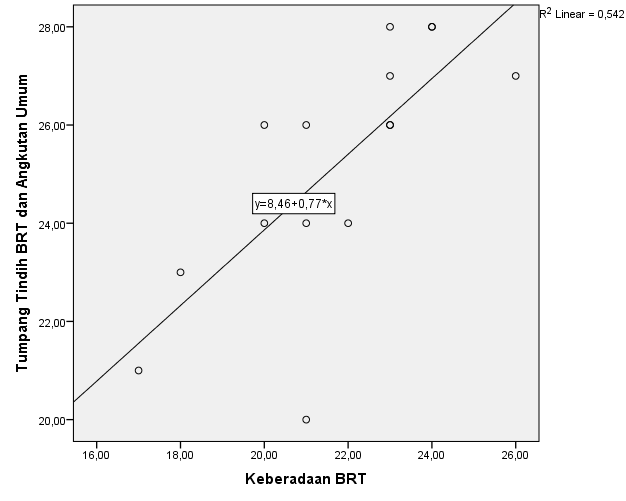 R2 Linear = 0,542
28,00
26,00
24,00
22,00
20,00
Tumpang Tindih BRT dan Angkutan Umum
y=8,46+0,77*x
16,00 18,00 20,00 22,00 24,00 26,00
Keberadaan BRT